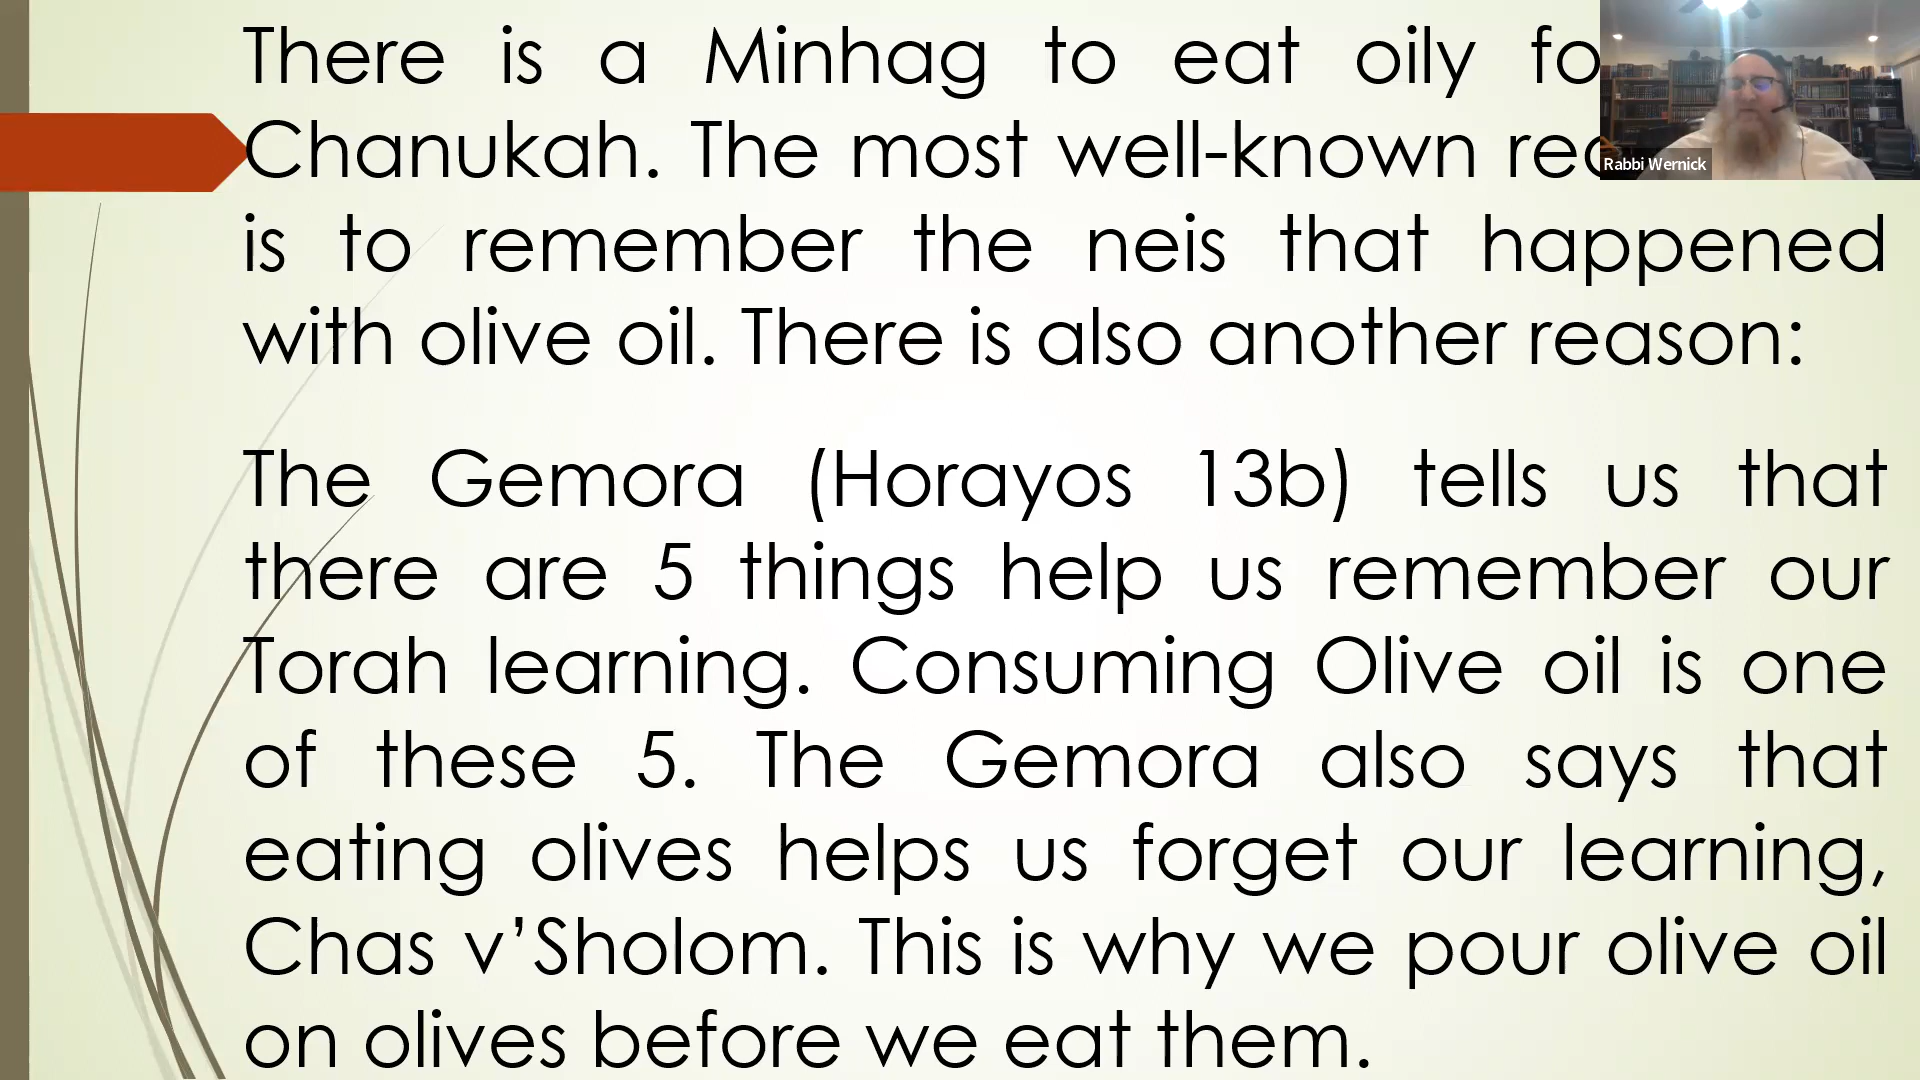 There is a Minhag to eat oily
Chanukah. The most well-known
is to remember the neis that happened
with olive oil. There is also another reason:
The Gemora (Horayos 13b) tells us that
there are 5 things help us remember our
Torah learning. Consuming Olive oil is one
of these 5. The Gemora also says that
eating olives helps us forget our learning,
Chas v’Sholom. This is why we pour olive oil
on olives before we eat them.
Rabbi Wernick